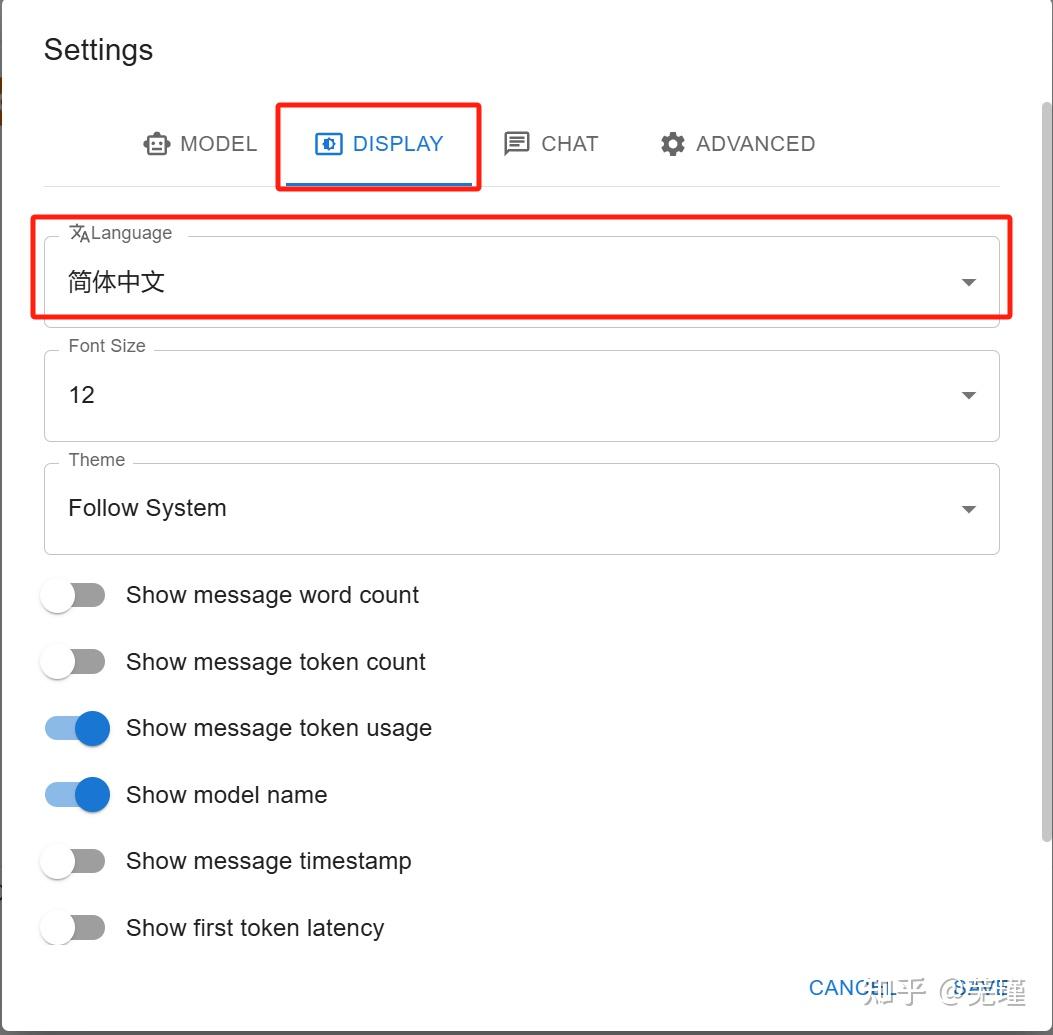 Settings
MODEL DISPLAY CHAT ADVANCED
Language
简体中文
Font Size
12
Theme
Follow System
Show message word count
Show message token count
Show message token usage
Show model name
Show message timestamp
Show first token latency
CANCEL SAVE
知乎 @芜瑾